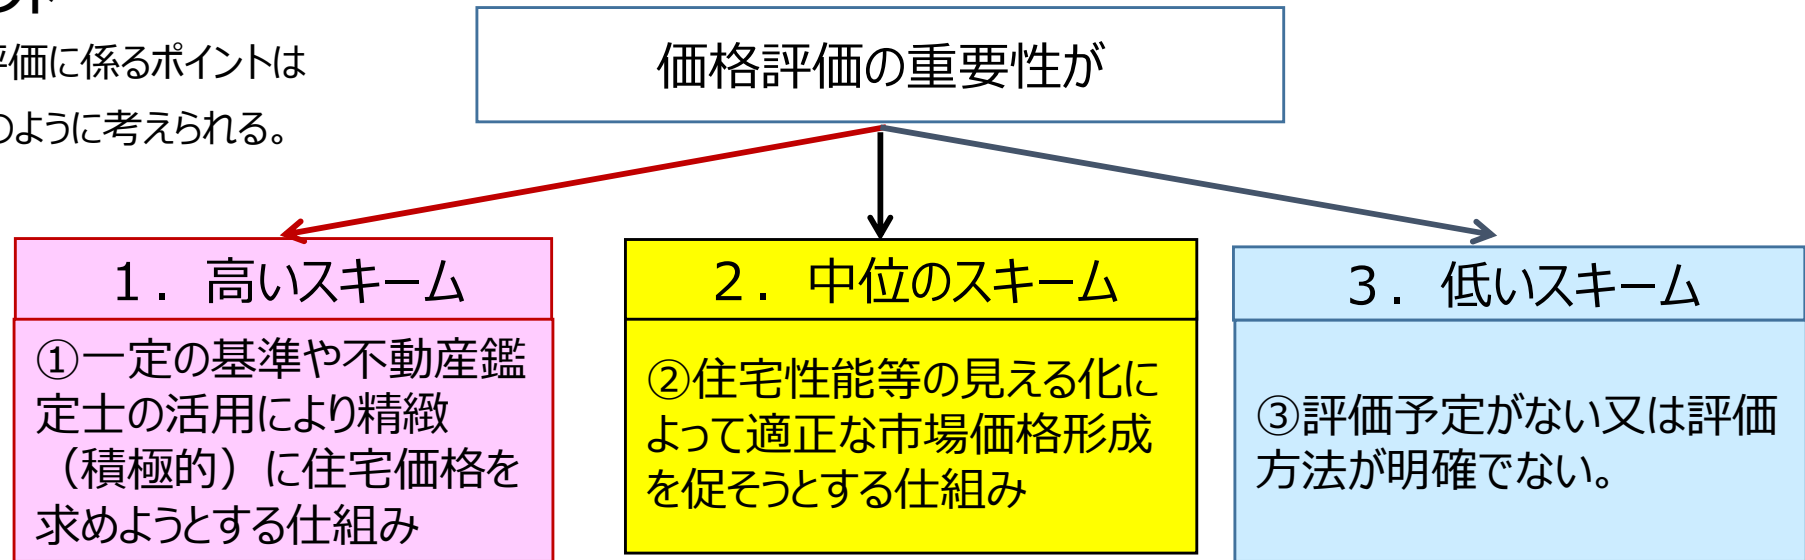 評価に係るポイントは
のように考えられる。
価格評価の重要性が
１．高いスキーム
①一定の基準や不動産鑑
定士の活用により精緻
（積極的）に住宅価格を
求めようとする仕組み
２．中位のスキーム
②住宅性能等の見える化に
よって適正な市場価格形成
を促そうとする仕組み
３．低いスキーム
③評価予定がない又は評価
方法が明確でない。